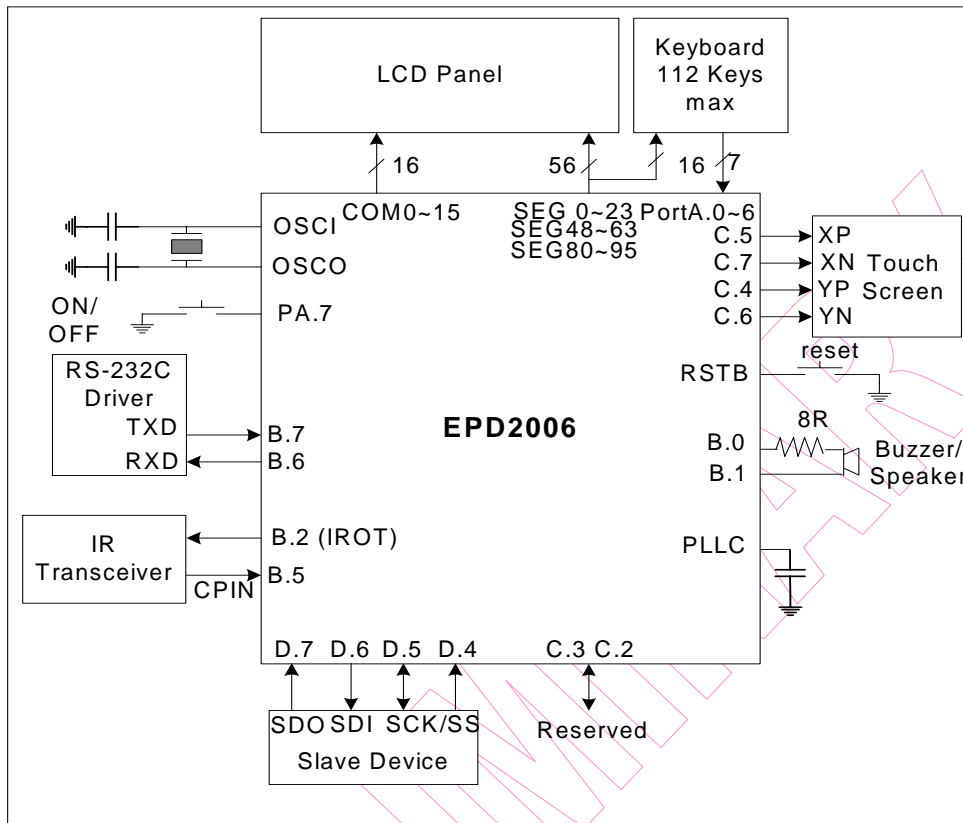 LCD Panel
Keyboard
112 Keys
max
16
56
16
7
COM0~15
SEG 0~23
SEG48~63
SEG80~95
PortA.0~6
OSCI
OSCO
ON/
OFF
PA.7
C.5
C.7
C.4
C.6
XP
XN
YP
YN
Touch
Screen
RS-232C
Driver
TXD
RXD
B.7
B.6
EPD2006
RSTB
reset
8R
B.0
B.1
Buzzer/
Speaker
IR
Transceiver
B.2 (IROT)
CPIN
B.5
PLLC
D.7 D.6 D.5 D.4
C.3 C.2
SDO SDI SCK/SS
Slave Device
Reserved